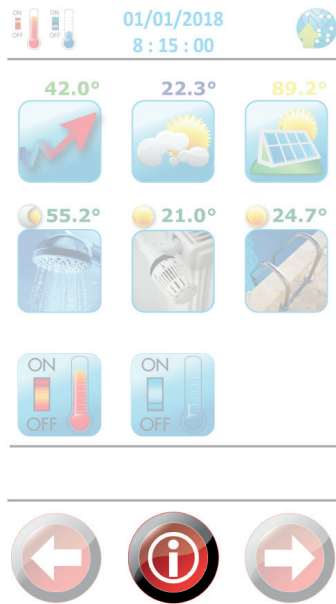 ON ON
OFF OFF
01/01/2018
8 : 15 : 00
42.0° 22.3° 89.2°
55.2° 21.0° 24.7°
ON ON
OFF OFF
i